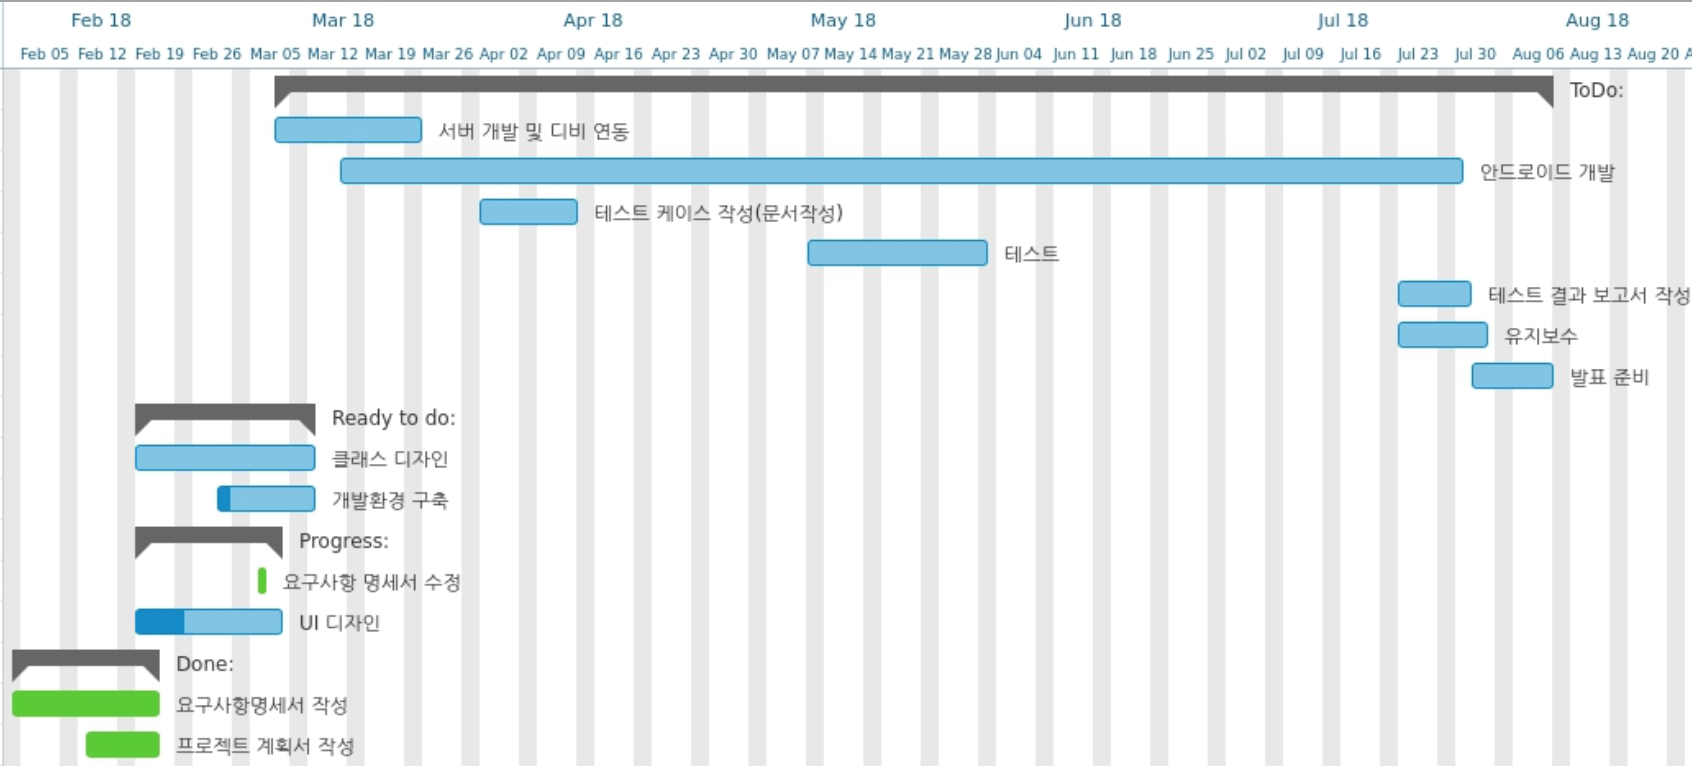 Feb 18 Mar 18 Apr 18 May 18 Jun 18 Jul 18 Aug 18
Feb 05 Feb 12 Feb 19 Feb 26 Mar 05 Mar 12 Mar 19 Mar 26 Apr 02 Apr 09 Apr 16 Apr 23 Apr 30 May 07 May 14 May 21 May 28 Jun 04 Jun 11 Jun 18 Jun 25 Jul 02 Jul 09 Jul 16 Jul 23 Jul 30 Aug 06 Aug 13 Aug 20
ToDo:
서버 개발 및 디비 연동
안드로이드 개발
테스트 케이스 작성(문서작성)
테스트
테스트 결과 보고서 작성
유지보수
발표 준비
Ready to do:
클래스 디자인
개발환경 구축
Progress:
요구사항 명세서 수정
UI 디자인
Done:
요구사항명세서 작성
프로젝트 계획서 작성